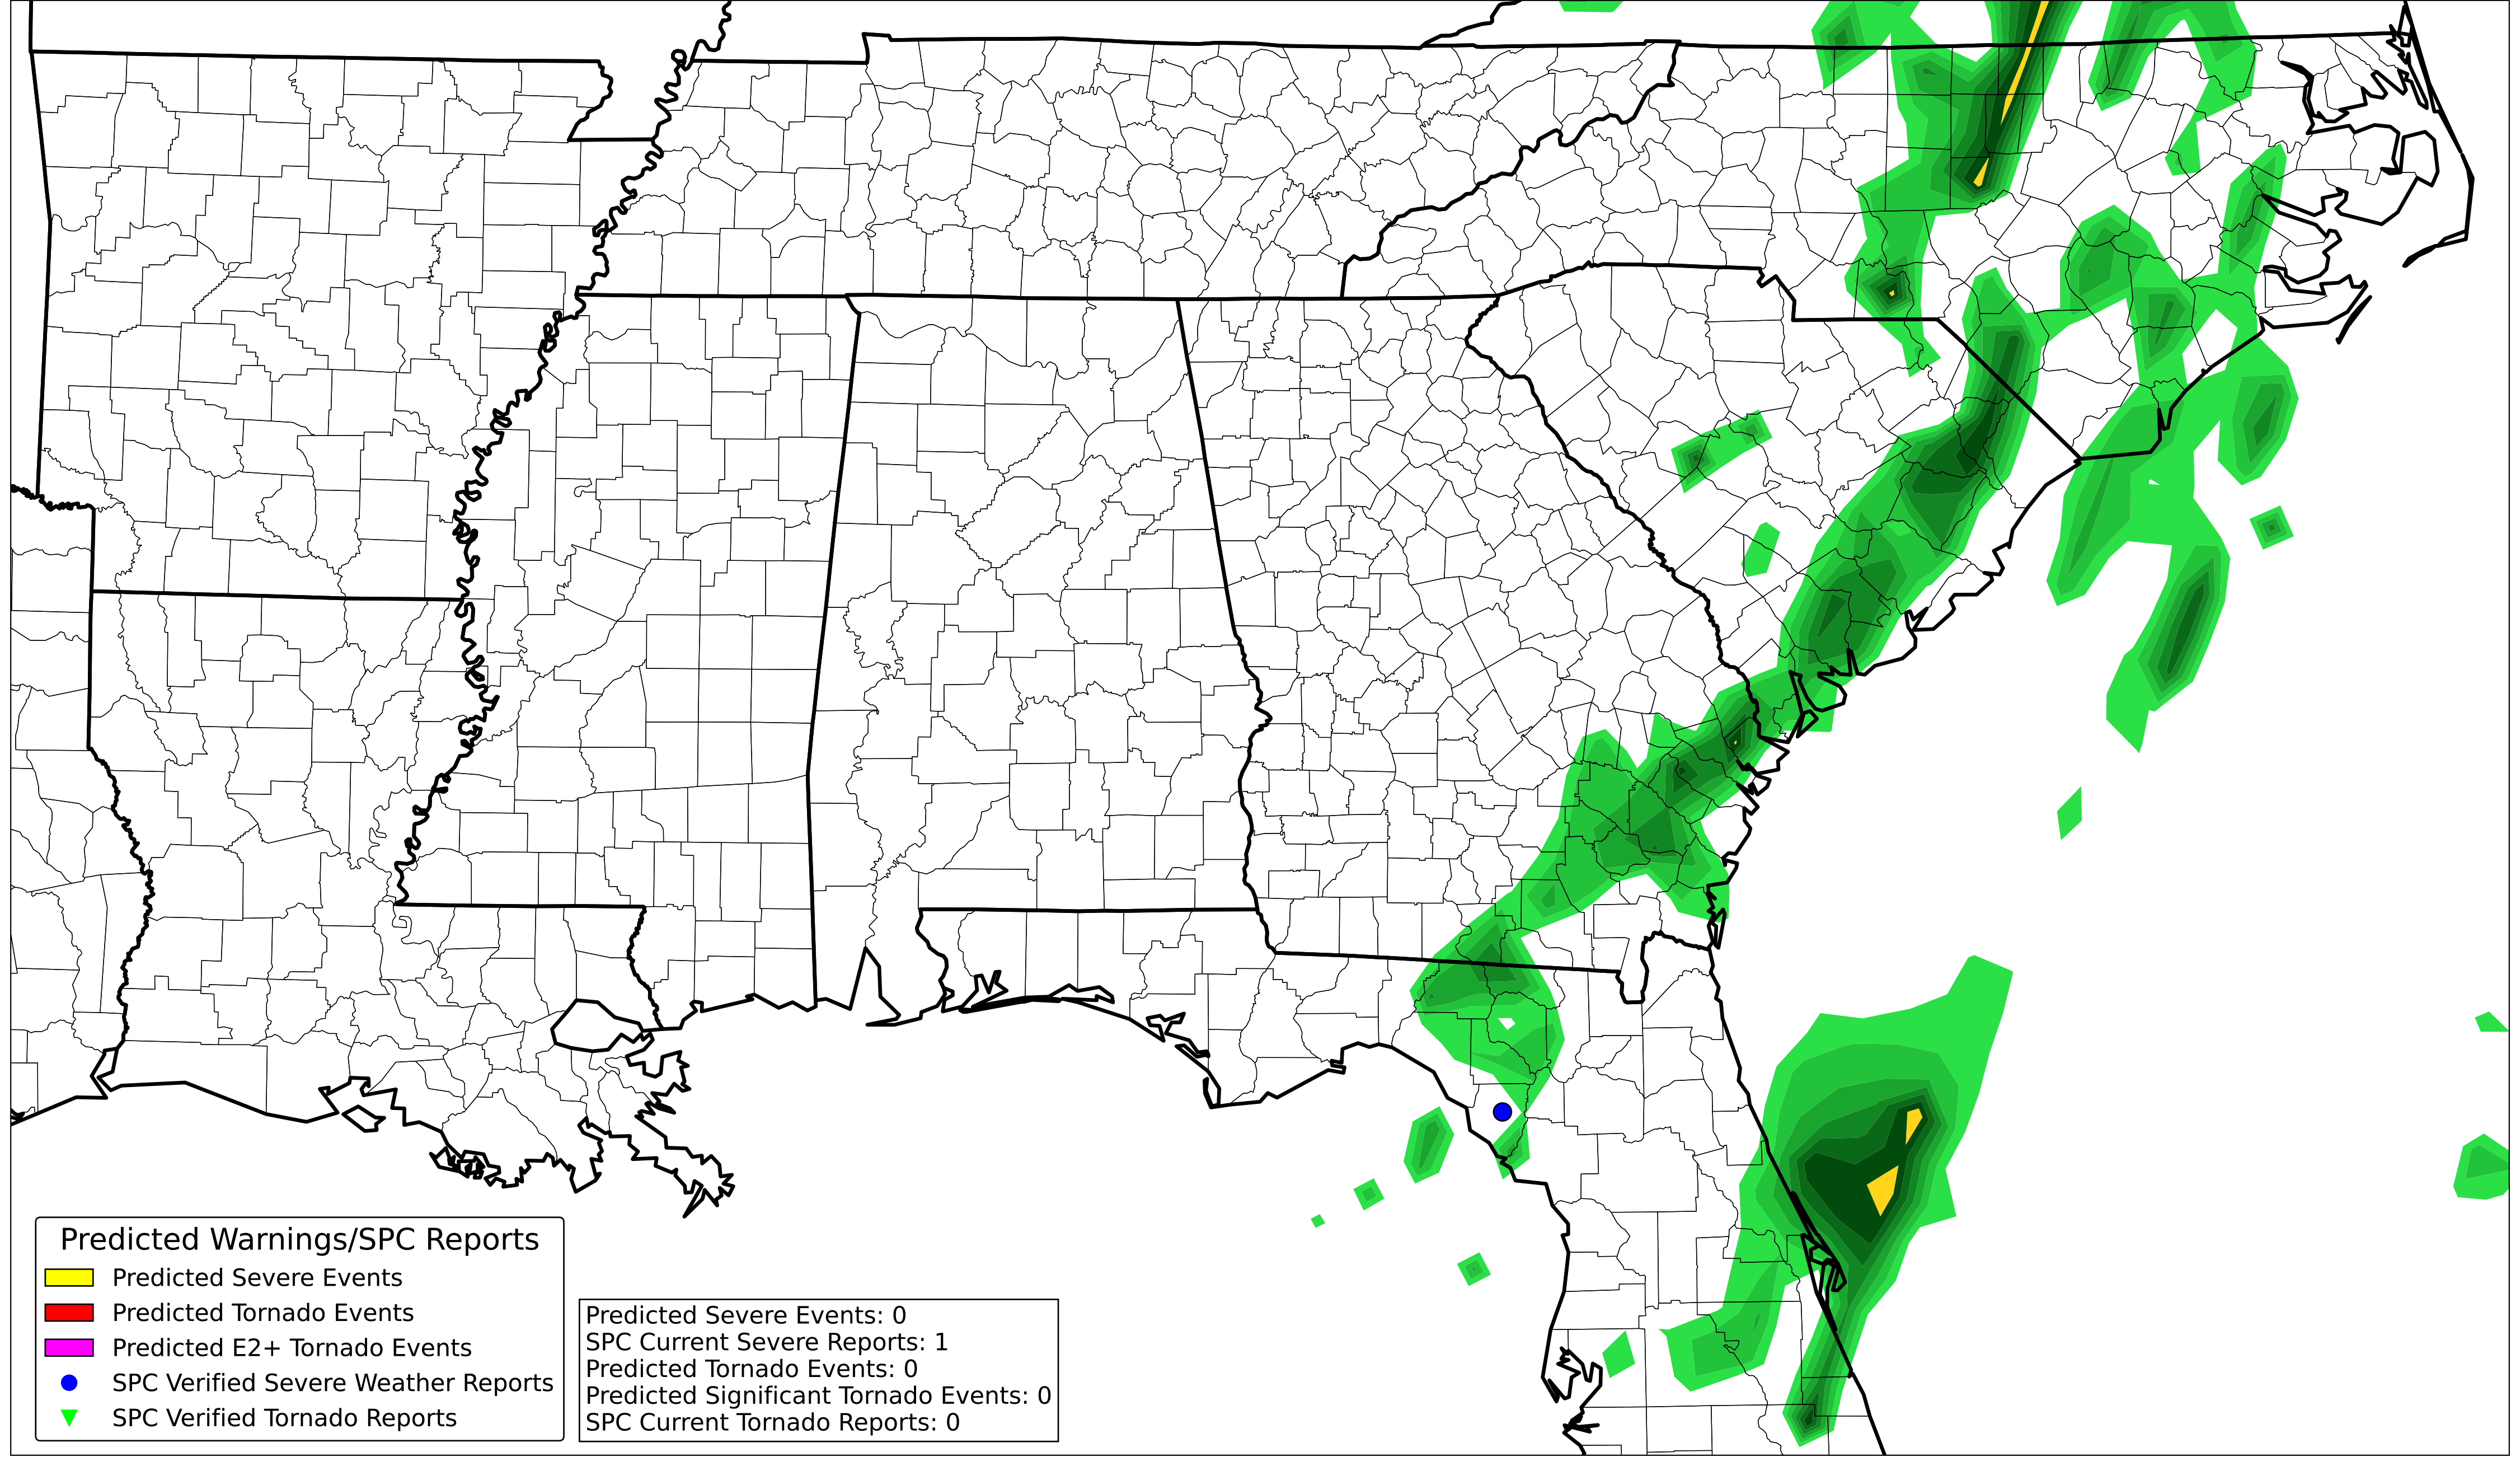 Predicted Warnings/SPC Reports
Predicted Severe Events
Predicted Tornado Events
Predicted E2+ Tornado Events
SPC Verified Severe Weather Reports
SPC Verified Tornado Reports
Predicted Severe Events: 0
SPC Current Severe Reports: 1
Predicted Tornado Events: 0
Predicted Significant Tornado Events: 0
SPC Current Tornado Reports: 0